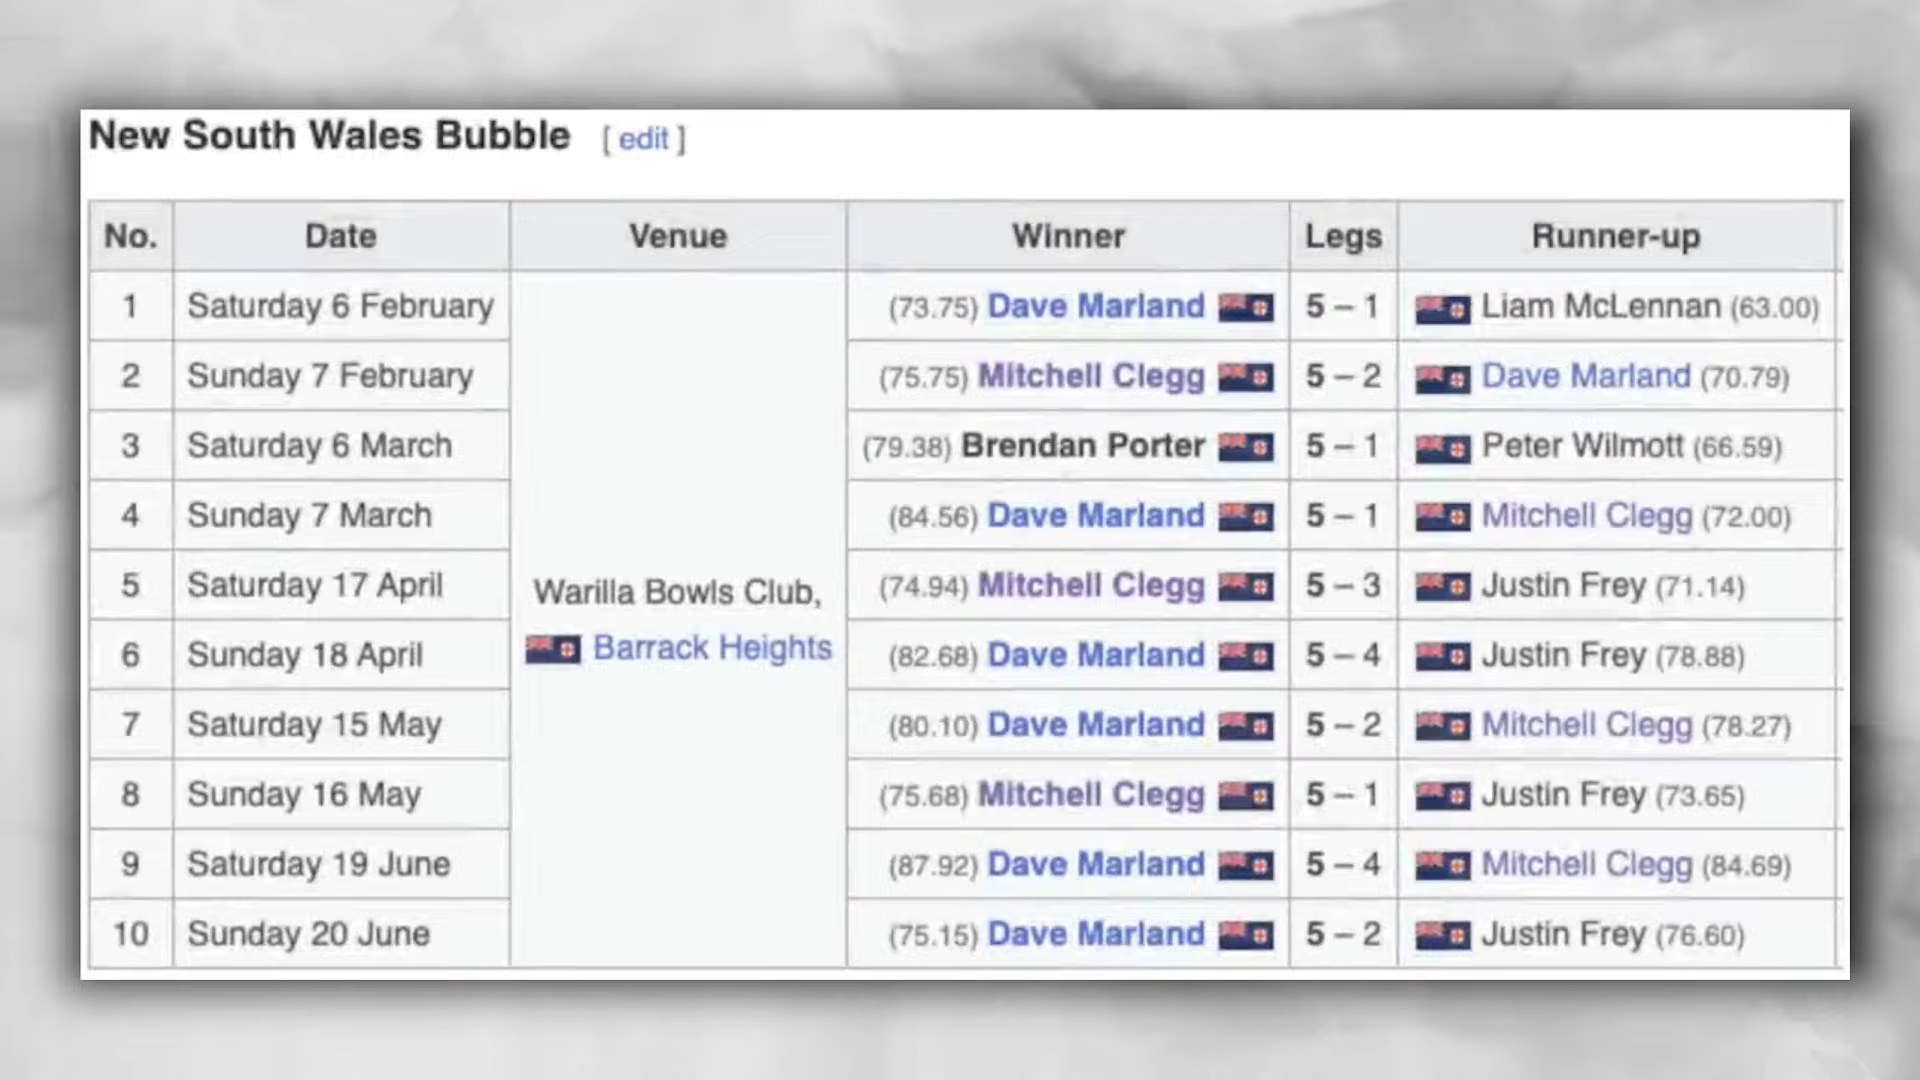 New South Wales Bubble [ edit ]
No. Date Venue Winner Legs Runner-up
1 Saturday 6 February (73.75) Dave Marland 5 – 1 Liam McLennan (63.00)
2 Sunday 7 February (75.75) Mitchell Clegg 5 – 2 Dave Marland (70.79)
3 Saturday 6 March (79.38) Brendan Porter 5 – 1 Peter Wilmott (66.59)
4 Sunday 7 March (84.56) Dave Marland 5 – 1 Mitchell Clegg (72.00)
5 Saturday 17 April (74.94) Mitchell Clegg 5 – 3 Justin Frey (71.14)
Warilla Bowls Club,
Barrack Heights
6 Sunday 18 April (82.68) Dave Marland 5 – 4 Justin Frey (78.88)
7 Saturday 15 May (80.10) Dave Marland 5 – 2 Mitchell Clegg (78.27)
8 Sunday 16 May (75.68) Mitchell Clegg 5 – 1 Justin Frey (73.65)
9 Saturday 19 June (87.92) Dave Marland 5 – 4 Mitchell Clegg (84.69)
10 Sunday 20 June (75.15) Dave Marland 5 – 2 Justin Frey (76.60)